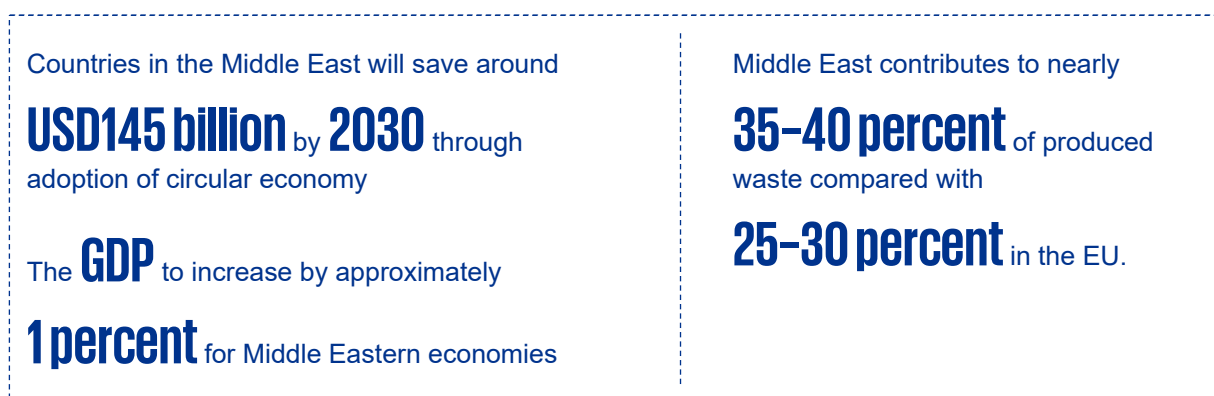 Countries in the Middle East will save around
USD145 billion by 2030 through
adoption of circular economy
The GDP to increase by approximately
1 percent for Middle Eastern economies
Middle East contributes to nearly
35–40 percent of produced
waste compared with
25–30 percent in the EU.